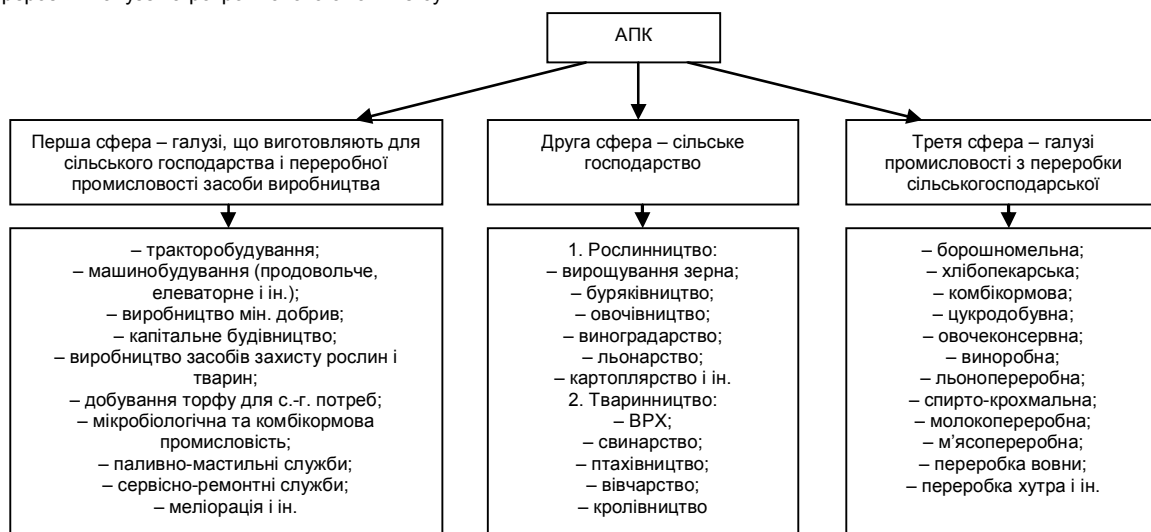 АПК
Перша сфера – галузі, що виготовляють для
сільського господарства і переробної
промисловості засоби виробництва
Друга сфера – сільське
господарство
Третя сфера – галузі
промисловості з переробки
сільськогосподарської
– тракторобудування;
– машинобудування (продовольче,
елеваторне і ін.);
– виробництво мін. добрив;
– капітальне будівництво;
– виробництво засобів захисту рослин і
тварин;
– добування торфу для с.-г. потреб;
– мікробіологічна та комбікормова
промисловість;
– паливно-мастильні служби;
– сервісно-ремонтні служби;
– меліорація і ін.
1. Рослинництво:
– вирощування зерна;
– буряківництво;
– овочівництво;
– виноградарство;
– льонарство;
– картоплярство і ін.
2. Тваринництво:
– ВРХ;
– свинарство;
– птахівництво;
– вівчарство;
– кролівництво
– борошномельна;
– хлібопекарська;
– комбікормова;
– цукродобувна;
– овочеконсервна;
– виноробна;
– льонопереробна;
– спирто-крохмальна;
– молокопереробна;
– м’ясопереробна;
– переробка вовни;
– переробка хутра і ін.